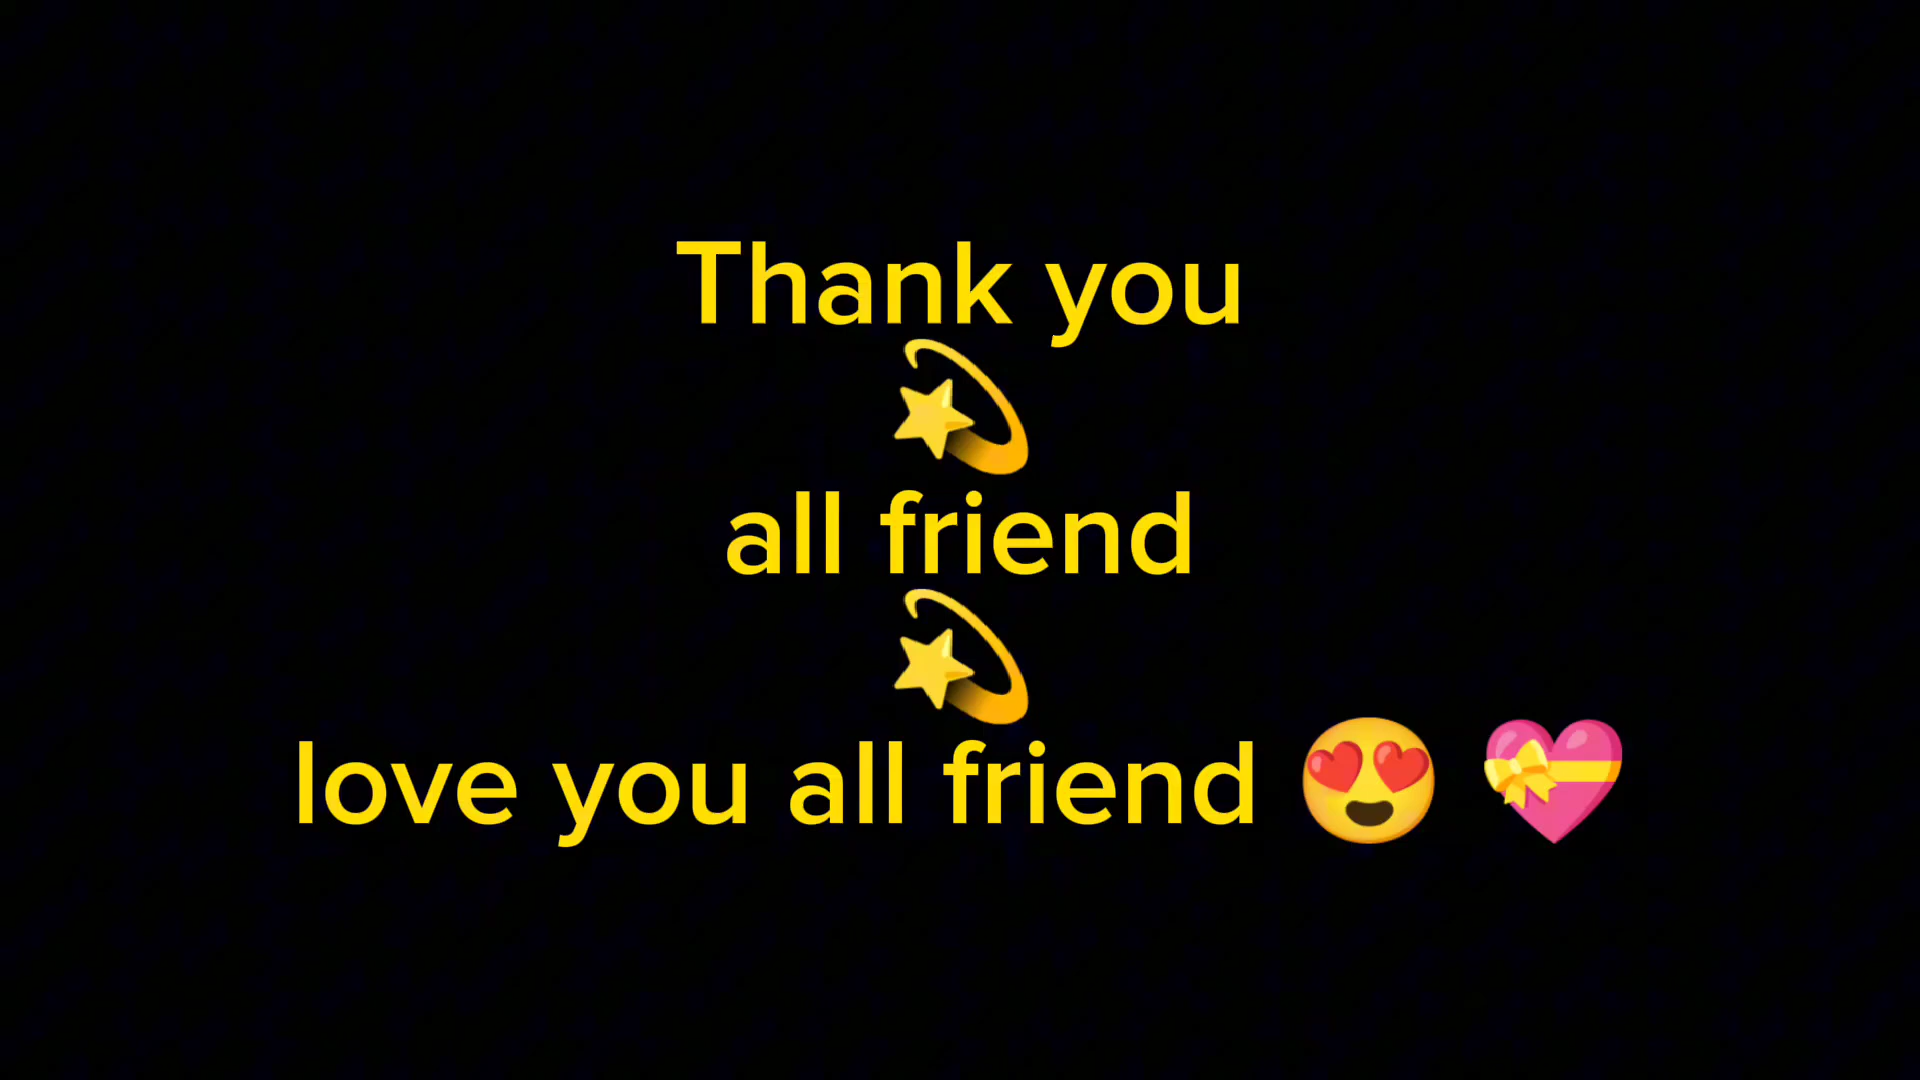 Thank you
💫
all friend
💫
love you all friend 😍 💝